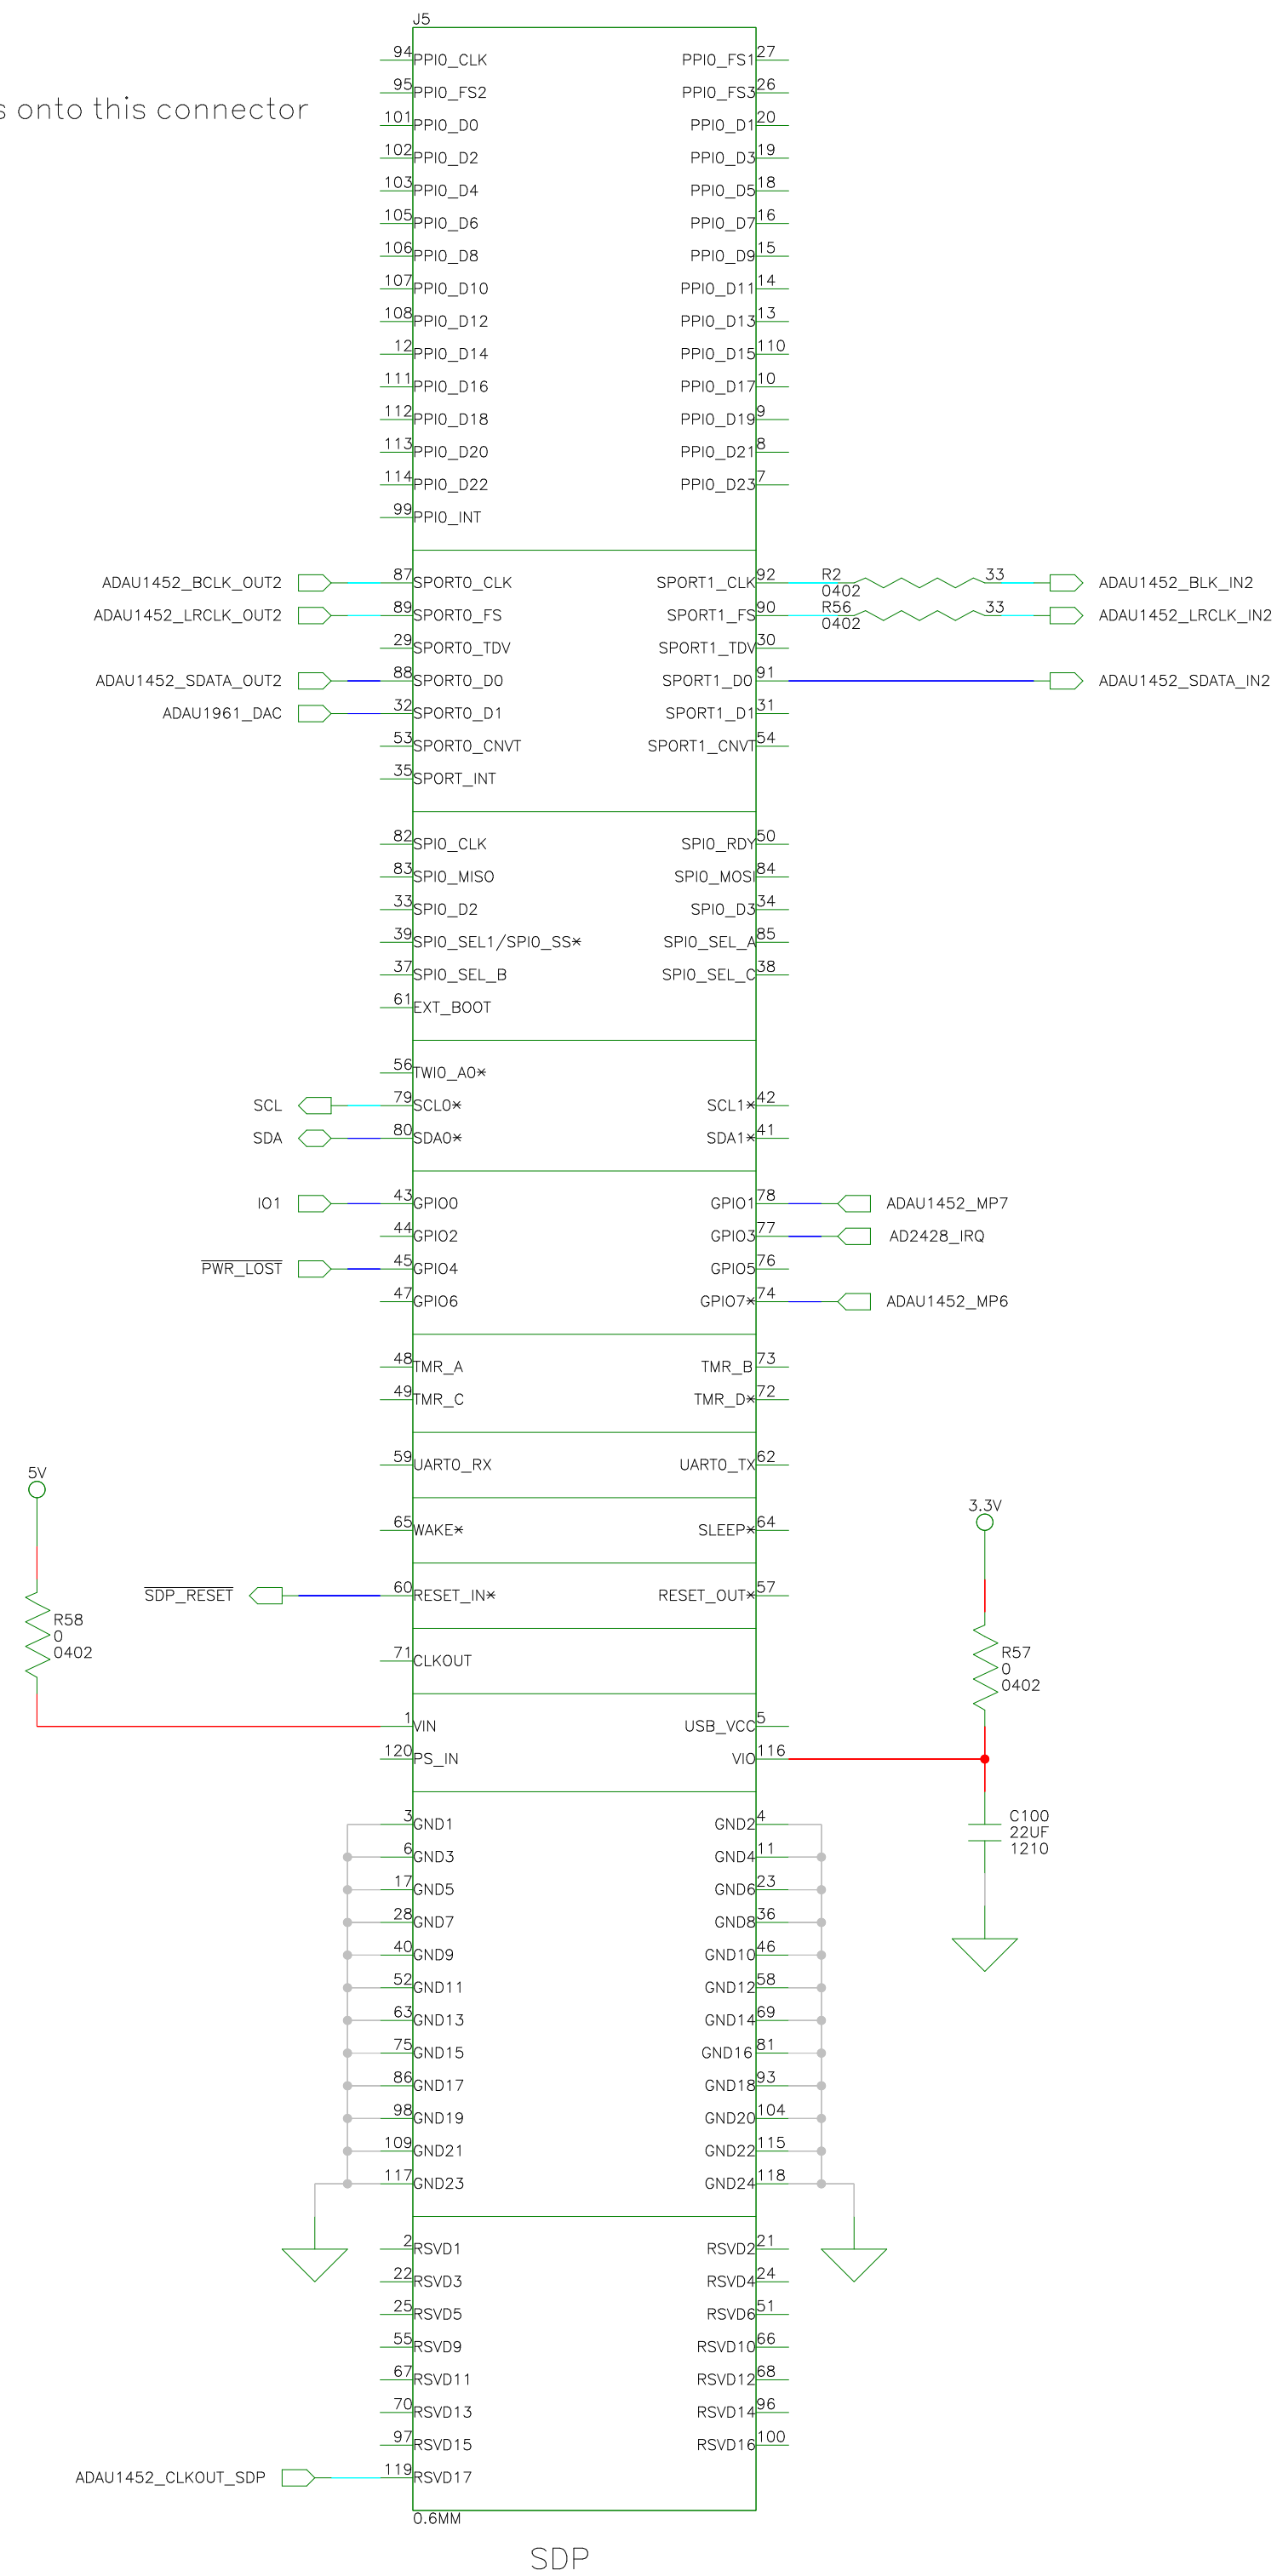 J5
s onto this connector
94 PPI0_CLK PPI0_FS1 27
95 PPI0_FS2 PPI0_FS3 26
101 PPI0_D0 PPI0_D1 20
102 PPI0_D2 PPI0_D3 19
103 PPI0_D4 PPI0_D5 18
105 PPI0_D6 PPI0_D7 16
106 PPI0_D8 PPI0_D9 15
107 PPI0_D10 PPI0_D11 14
108 PPI0_D12 PPI0_D13 13
12 PPI0_D14 PPI0_D15 110
111 PPI0_D16 PPI0_D17 10
112 PPI0_D18 PPI0_D19 9
113 PPI0_D20 PPI0_D21 8
114 PPI0_D22 PPI0_D23 7
99 PPI0_INT
ADAU1452_BCLK_OUT2 87 SPORT0_CLK SPORT1_CLK 92 R2 0402 33 ADAU1452_BLK_IN2
ADAU1452_LRCLK_OUT2 89 SPORT0_FS SPORT1_FS 90 R56 0402 33 ADAU1452_LRCLK_IN2
29 SPORT0_TDV SPORT1_TDV 30
ADAU1452_SDATA_OUT2 88 SPORT0_D0 SPORT1_D0 91 ADAU1452_SDATA_IN2
ADAU1961_DAC 32 SPORT0_D1 SPORT1_D1 31
53 SPORT0_CNVT SPORT1_CNVT 54
35 SPORT_INT
82 SPI0_CLK SPI0_RDY 50
83 SPI0_MISO SPI0_MOSI 84
33 SPI0_D2 SPI0_D3 34
39 SPI0_SEL1/SPI0_SS* SPI0_SEL_A 85
37 SPI0_SEL_B SPI0_SEL_C 38
61 EXT_BOOT
56 TWI0_A0*
SCL 79 SCL0* SCL1* 42
SDA 80 SDA0* SDA1* 41
IO1 43 GPIO0 GPIO1 78 ADAU1452_MP7
44 GPIO2 GPIO3 77 AD2428_IRQ
PWR_LOST 45 GPIO4 GPIO5 76
47 GPIO6 GPIO7* 74 ADAU1452_MP6
48 TMR_A TMR_B 73
49 TMR_C TMR_D* 72
59 UART0_RX UART0_TX 62
5V
3.3V
65 WAKE* SLEEP* 64
SDP_RESET 60 RESET_IN* RESET_OUT* 57
R58
0
0402
R57
0
0402
71 CLKOUT
1 VIN USB_VCC 5
120 PS_IN VIO 116
C100
22UF
1210
3 GND1 GND2 4
6 GND3 GND4 11
17 GND5 GND6 23
28 GND7 GND8 36
40 GND9 GND10 46
52 GND11 GND12 58
63 GND13 GND14 69
75 GND15 GND16 81
86 GND17 GND18 93
98 GND19 GND20 104
109 GND21 GND22 115
117 GND23 GND24 118
2 RSVD1 RSVD2 21
22 RSVD3 RSVD4 24
25 RSVD5 RSVD6 51
55 RSVD9 RSVD10 66
67 RSVD11 RSVD12 68
70 RSVD13 RSVD14 96
97 RSVD15 RSVD16 100
ADAU1452_CLKOUT_SDP 119 RSVD17
0.6MM
SDP